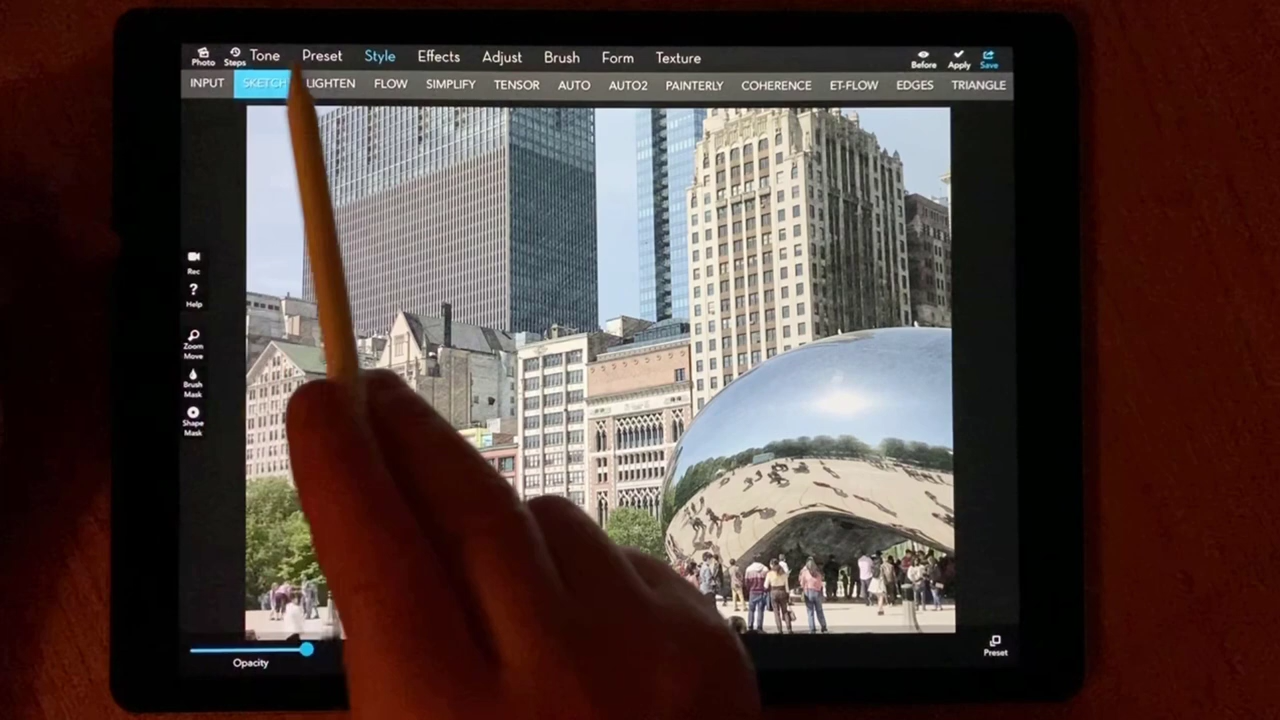 Photo Steps Tone Preset Style Effects Adjust Brush Form Texture Before Apply Save
INPUT SKETCH LIGHTEN FLOW SIMPLIFY TENSOR AUTO AUTO2 PAINTERLY COHERENCE ET-FLOW EDGES TRIANGLE
Rec
?
Help
Zoom
Move
Brush
Mask
Shape
Mask
Opacity
Preset